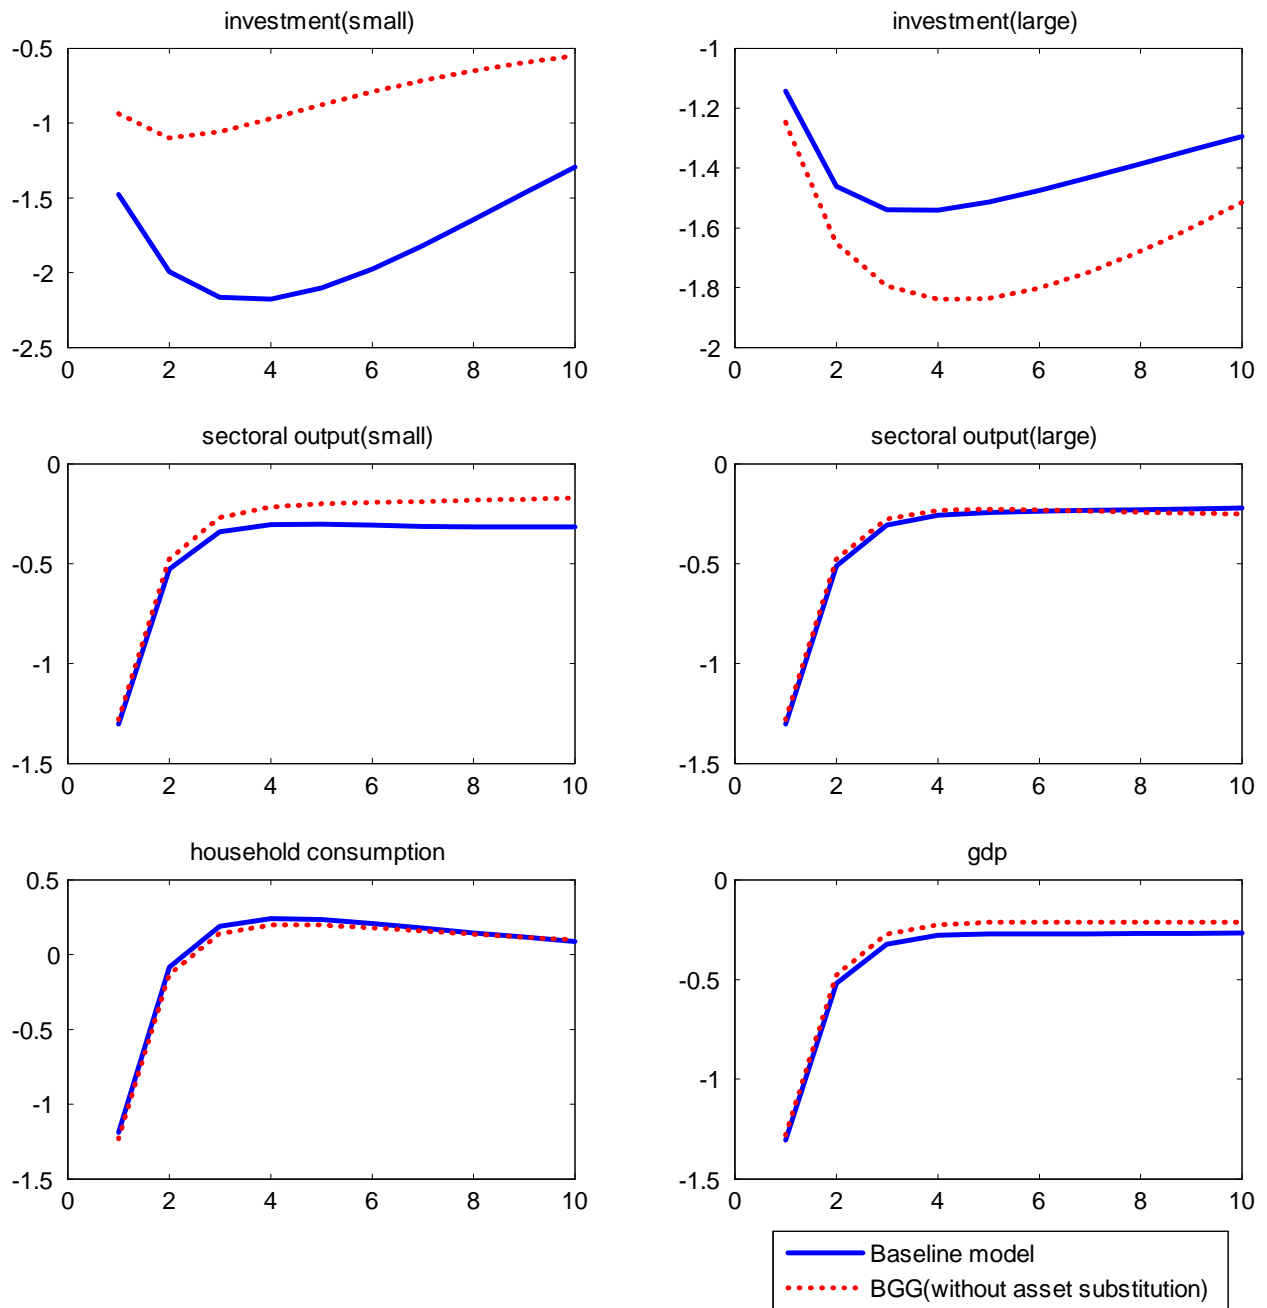 investment(small)
-0.5
-1
-1.5
-2
-2.5
0 2 4 6 8 10
investment(large)
-1
-1.2
-1.4
-1.6
-1.8
-2
0 2 4 6 8 10
sectoral output(small)
0
-0.5
-1
-1.5
0 2 4 6 8 10
sectoral output(large)
0
-0.5
-1
-1.5
0 2 4 6 8 10
household consumption
0.5
0
-0.5
-1
-1.5
0 2 4 6 8 10
gdp
0
-0.5
-1
-1.5
0 2 4 6 8 10
Baseline model
BGG(without asset substitution)